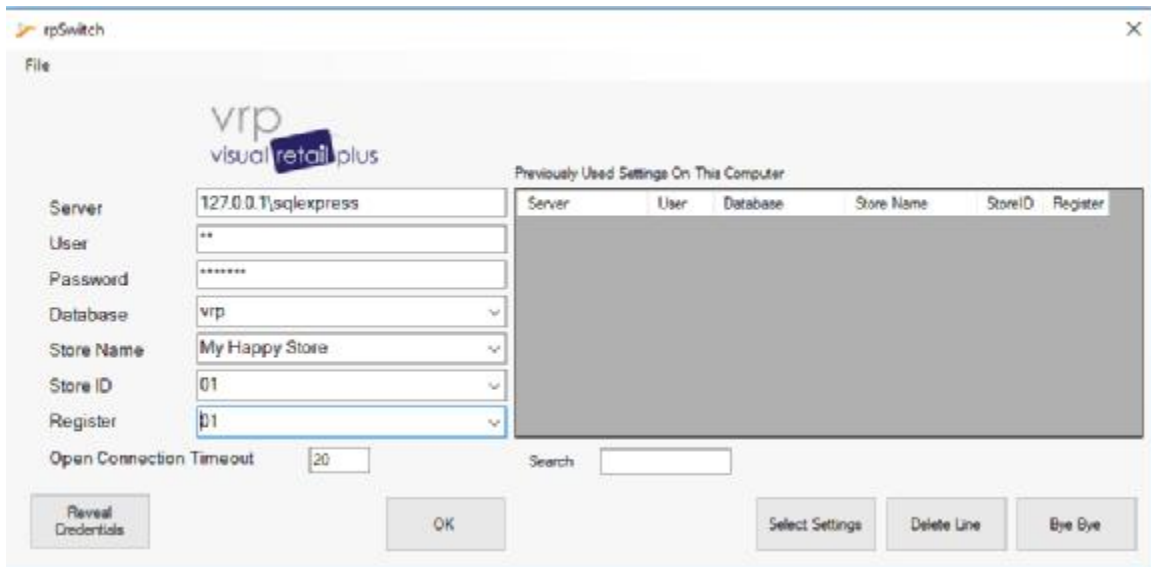 rpSwitch
File
vrp
visual retail plus
Previously Used Settings On This Computer
Server 127.0.0.1\sqlexpress
User **
Password *******
Database vrp
Store Name My Happy Store
Store ID 01
Register 01
Server User Database Store Name StoreID Register
Open Connection Timeout 20
Search
Reveal
Credentials
OK
Select Settings
Delete Line
Bye Bye